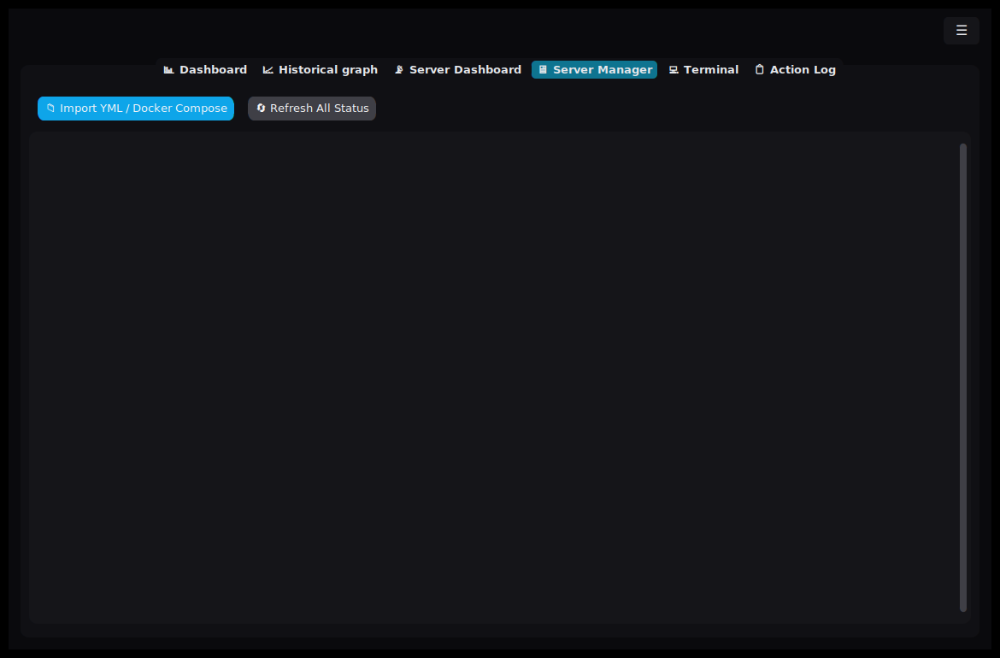 ☰
Dashboard Historical graph Server Dashboard Server Manager Terminal Action Log
Import YML / Docker Compose Refresh All Status